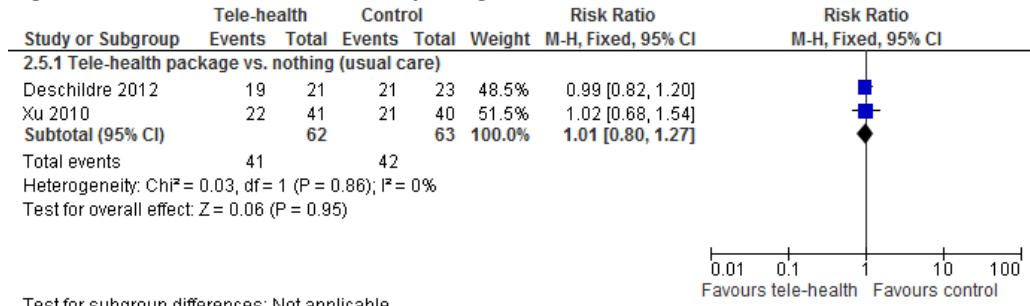 Tele-health Control Risk Ratio Risk Ratio
Study or Subgroup Events Total Events Total Weight M-H, Fixed, 95% CI M-H, Fixed, 95% CI
2.5.1 Tele-health package vs. nothing (usual care)
Deschildre 2012 19 21 21 23 48.5% 0.99 [0.82, 1.20]
Xu 2010 22 41 21 40 51.5% 1.02 [0.68, 1.54]
Subtotal (95% CI) 62 63 100.0% 1.01 [0.80, 1.27]
Total events 41 42
Heterogeneity: Chi² = 0.03, df = 1 (P = 0.86); I² = 0%
Test for overall effect: Z = 0.06 (P = 0.95)
0.01 0.1 1 10 100
Favours tele-health Favours control
Test for subgroup differences: Not applicable